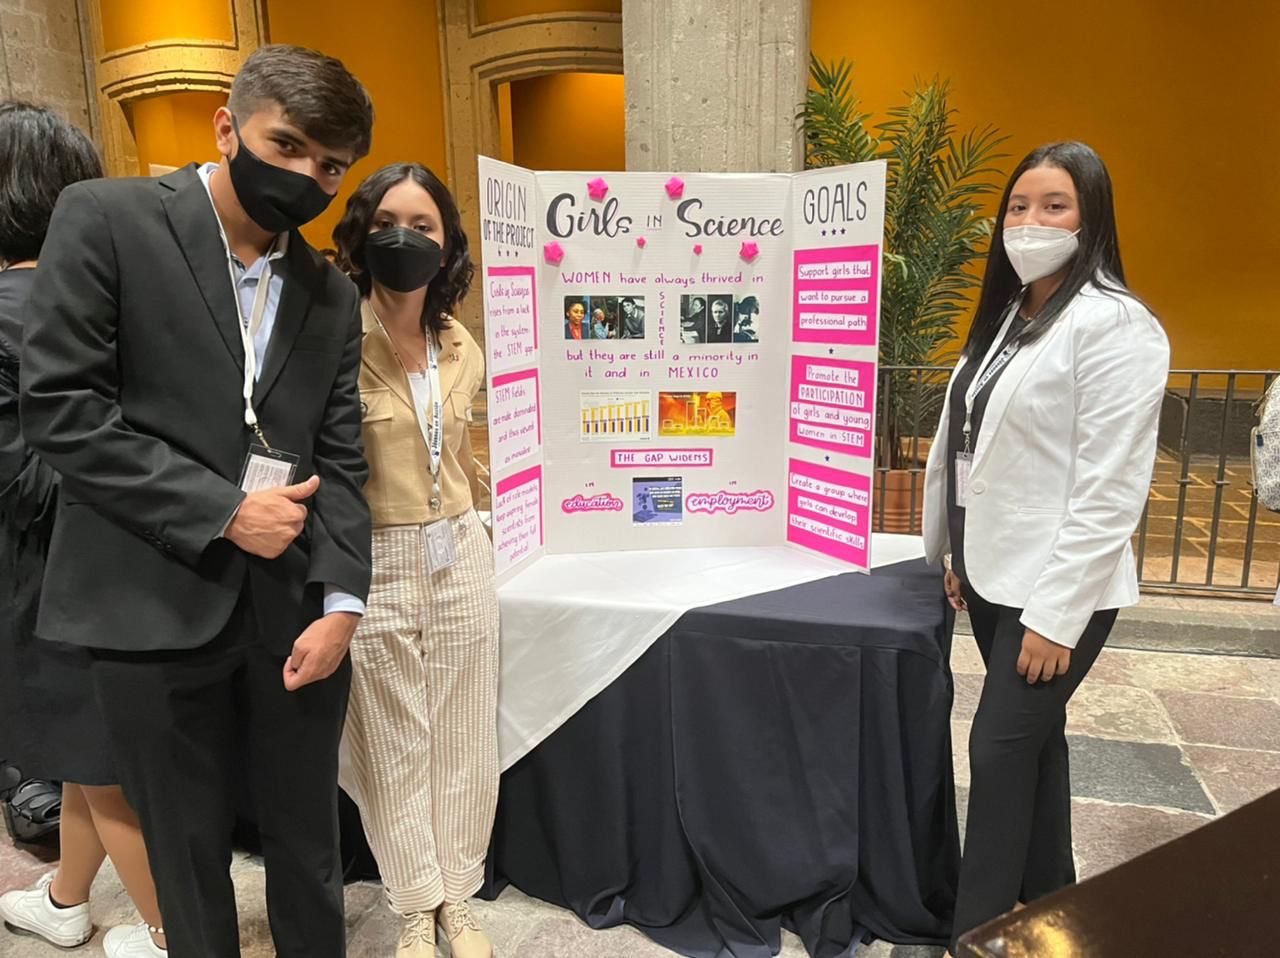 ORIGIN
OF THE PROJECT
Girls in Science
rises from a lack
in the system:
the STEM gap
STEM fields
are male dominated
and thus viewed
as masculine
Lack of role models
keep aspiring female
scientists from
achieving their full
potential
Girls IN Science
WOMEN have always thrived in
SCIENCE
but they are still a minority in
it and in MEXICO
THE GAP WIDENS
IN
education
IN
employment
GOALS
Support girls that
want to pursue a
professional path
Promote the
PARTICIPATION
of girls and young
women in STEM
Create a group where
girls can develop
their scientific skills